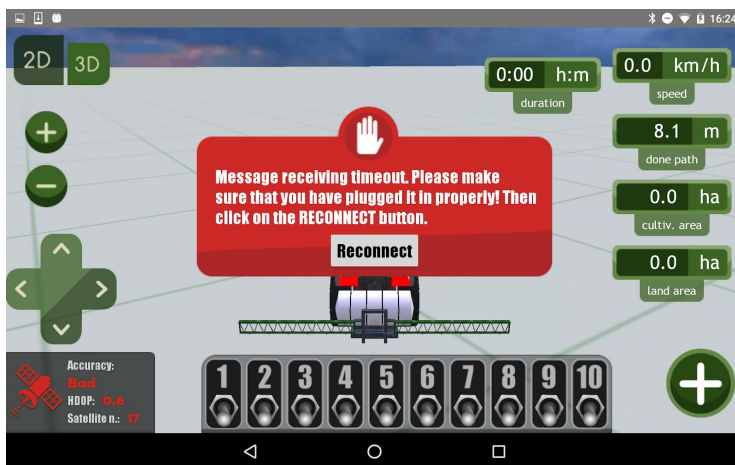 16:24
2D
3D
0:00 h:m
duration
0.0 km/h
speed
8.1 m
done path
0.0 ha
cultiv. area
0.0 ha
land area
Message receiving timeout. Please make
sure that you have plugged it in properly! Then
click on the RECONNECT button.
Reconnect
Accuracy:
Bad
HDOP: 0.6
Satellite n.: 17
1 2 3 4 5 6 7 8 9 10